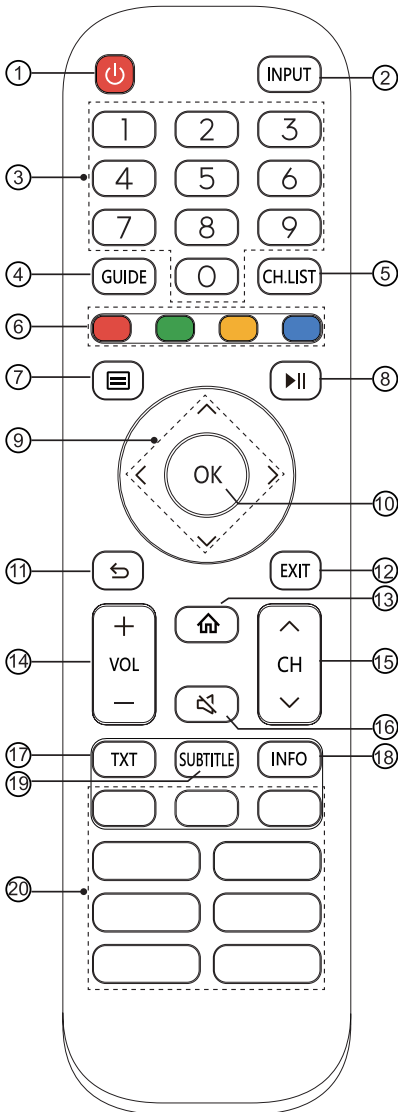 ① ② INPUT
1 2 3
③ 4 5 6
7 8 9
④ GUIDE 0 CH.LIST ⑤
⑥
⑦ ⑧
⑨
OK
⑩
⑪ EXIT ⑫
⑬
+
⑭ VOL CH ⑮
—
⑯
⑰ TXT SUBTITLE INFO ⑱
⑲
⑳